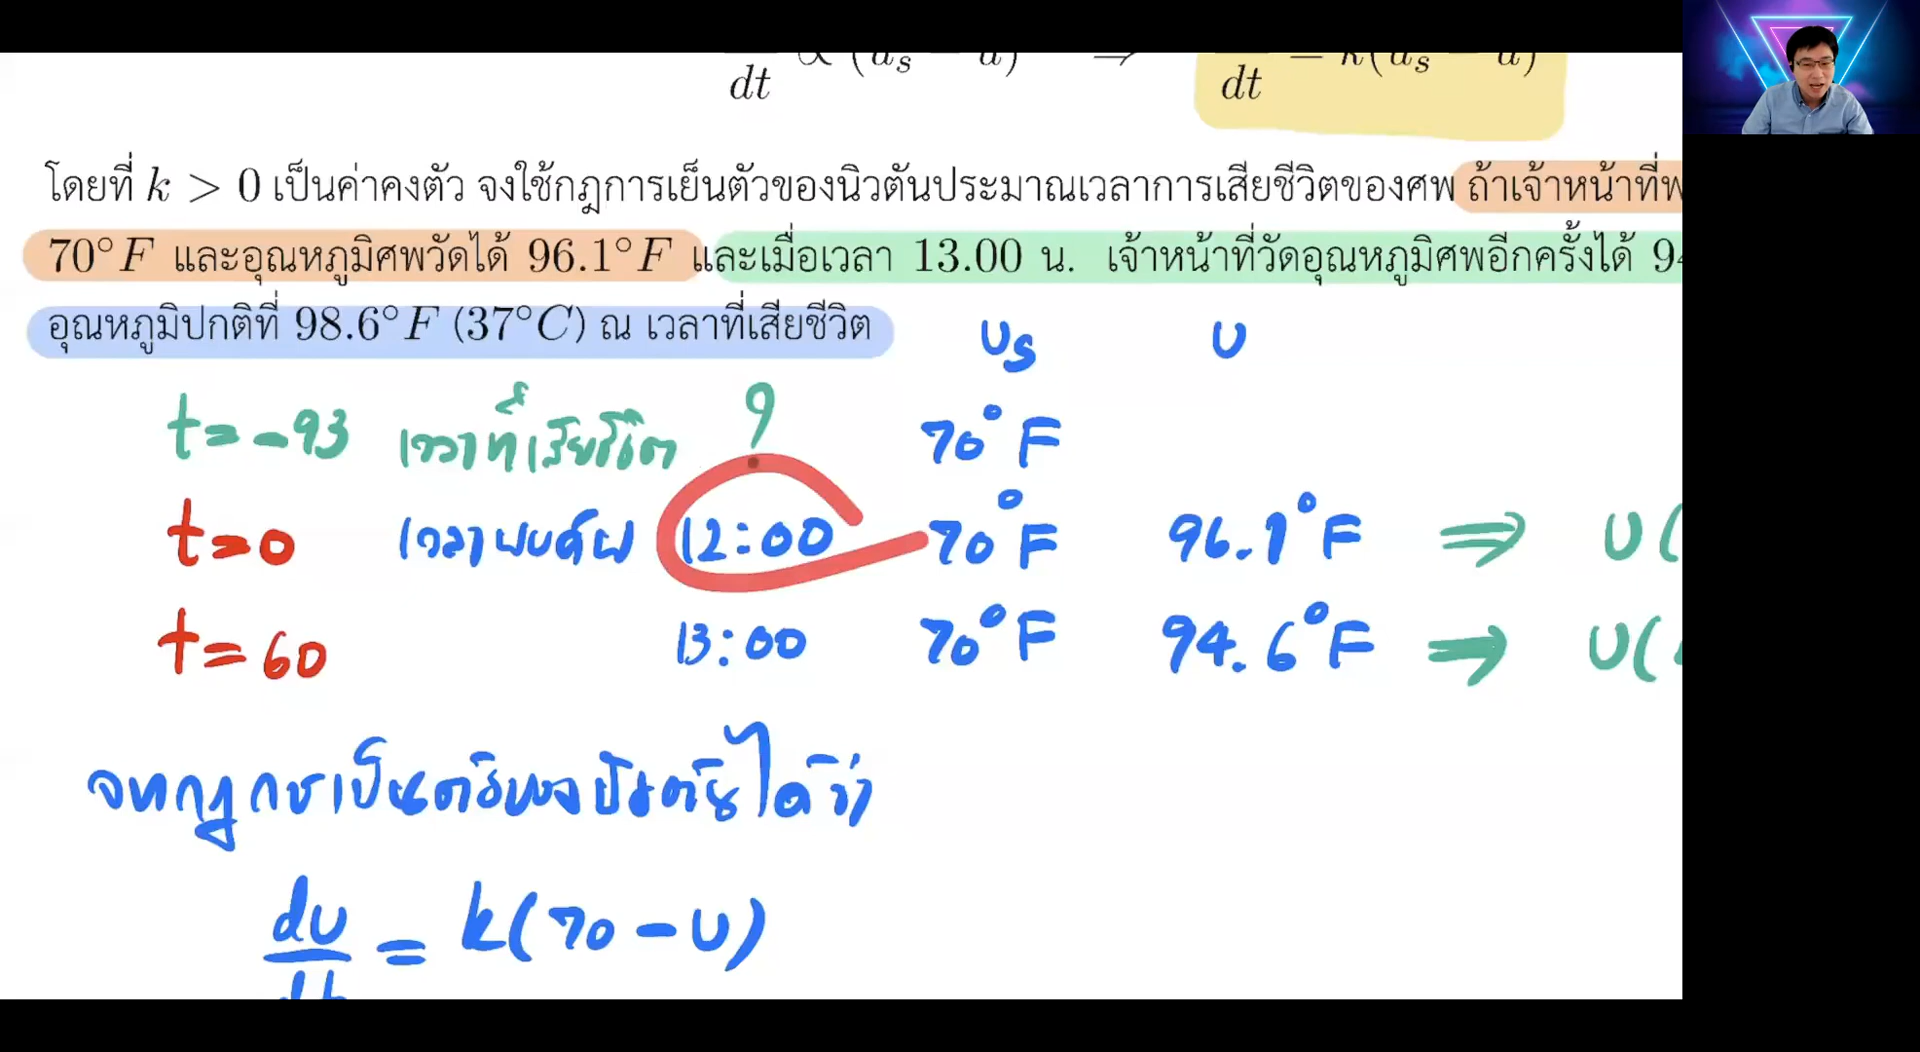 dt ∝ (u_s − u) ⇒ dt = k(u_s − u)
โดยที่ k > 0 เป็นค่าคงตัว จงใช้กฎการเย็นตัวของนิวตันประมาณเวลาการเสียชีวิตของศพ ถ้าเจ้าหน้าที่พ
70°F และอุณหภูมิศพวัดได้ 96.1°F และเมื่อเวลา 13.00 น. เจ้าหน้าที่วัดอุณหภูมิศพอีกครั้งได้ 94
อุณหภูมิปกติที่ 98.6°F (37°C) ณ เวลาที่เสียชีวิต
U_s U
t = -93 เวลาที่เสียชีวิต ? 70°F
t = 0 เวลาพบศพ 12:00 70°F 96.1°F ⇒ U(
t = 60 13:00 70°F 94.6°F ⇒ U(
จากกฎการเย็นตัวของนิวตันได้ว่า
dU/dt = k(70 - U)